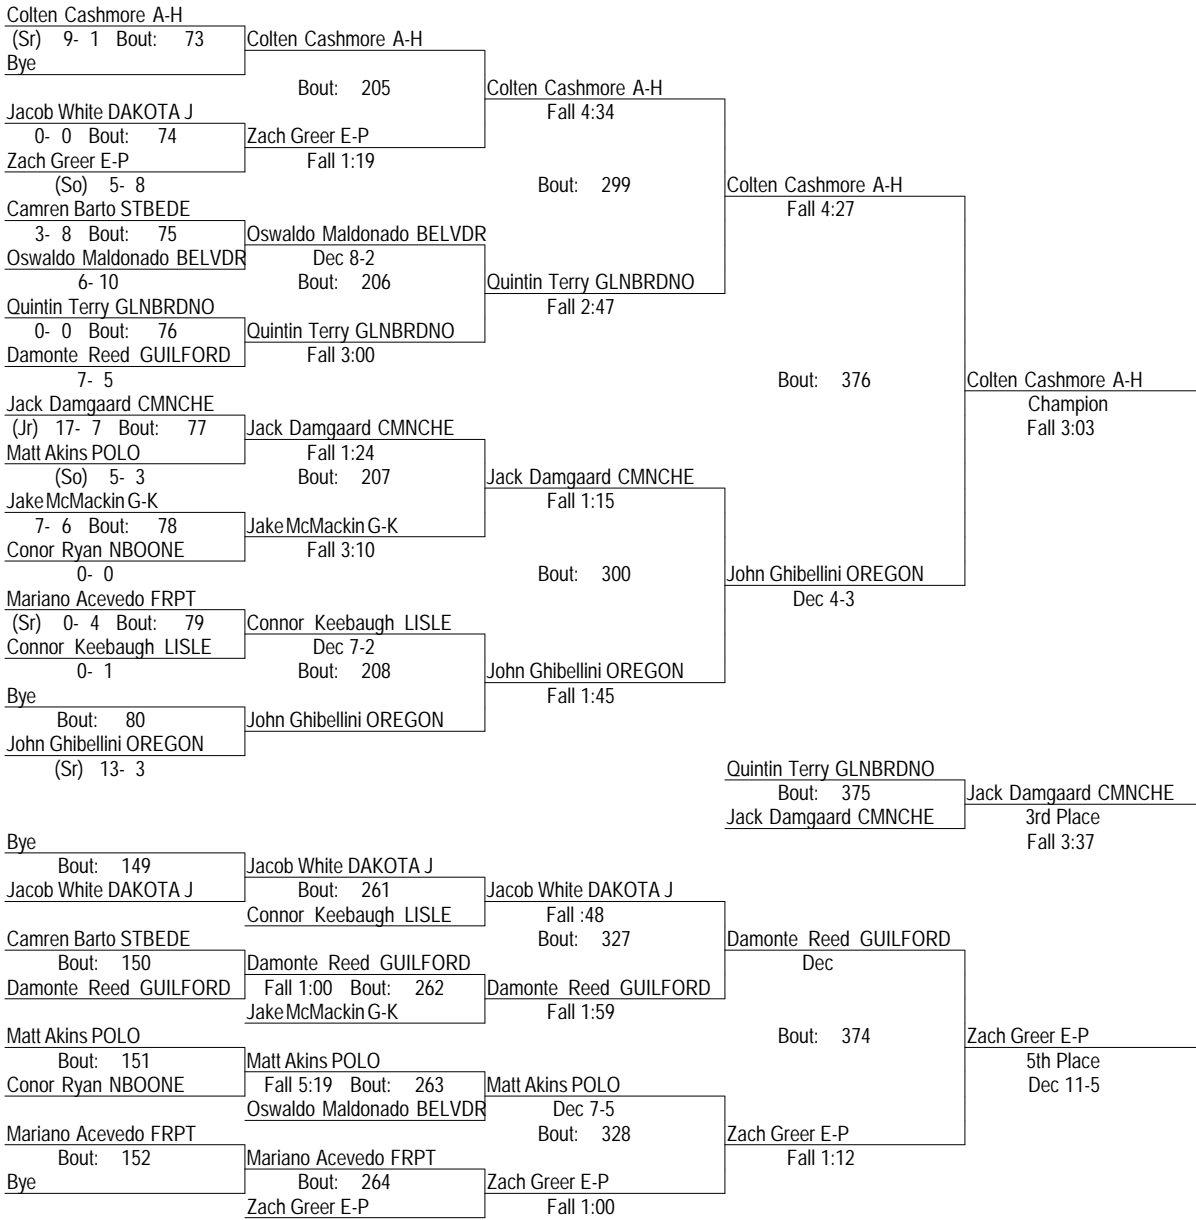 Colten Cashmore A-H
(Sr) 9- 1 Bout: 73 Colten Cashmore A-H
Bye
Bout: 205 Colten Cashmore A-H
Jacob White DAKOTA J Fall 4:34
0- 0 Bout: 74 Zach Greer E-P
Zach Greer E-P Fall 1:19
(So) 5- 8 Bout: 299 Colten Cashmore A-H
Camren Barto STBEDE Fall 4:27
3- 8 Bout: 75 Oswaldo Maldonado BELVDR
Oswaldo Maldonado BELVDR Dec 8-2
6- 10 Bout: 206 Quintin Terry GLNBRDNO
Quintin Terry GLNBRDNO Fall 2:47
0- 0 Bout: 76 Quintin Terry GLNBRDNO
Damonte Reed GUILFORD Fall 3:00
7- 5 Bout: 376 Colten Cashmore A-H
Jack Damgaard CMNCHE Champion
(Jr) 17- 7 Bout: 77 Jack Damgaard CMNCHE Fall 3:03
Matt Akins POLO Fall 1:24
(So) 5- 3 Bout: 207 Jack Damgaard CMNCHE
Jake McMackin G-K Fall 1:15
7- 6 Bout: 78 Jake McMackin G-K
Conor Ryan NBOONE Fall 3:10
0- 0 Bout: 300 John Ghibellini OREGON
Mariano Acevedo FRPT Dec 4-3
(Sr) 0- 4 Bout: 79 Connor Keebaugh LISLE
Connor Keebaugh LISLE Dec 7-2
0- 1 Bout: 208 John Ghibellini OREGON
Bye Fall 1:45
Bout: 80 John Ghibellini OREGON
John Ghibellini OREGON
(Sr) 13- 3 Quintin Terry GLNBRDNO
Bout: 375 Jack Damgaard CMNCHE
Jack Damgaard CMNCHE 3rd Place
Bye Fall 3:37
Bout: 149 Jacob White DAKOTA J
Jacob White DAKOTA J Bout: 261 Jacob White DAKOTA J
Connor Keebaugh LISLE Fall :48
Camren Barto STBEDE Bout: 327 Damonte Reed GUILFORD
Bout: 150 Damonte Reed GUILFORD Dec
Damonte Reed GUILFORD Fall 1:00 Bout: 262 Damonte Reed GUILFORD
Jake McMackin G-K Fall 1:59
Matt Akins POLO Bout: 374 Zach Greer E-P
Bout: 151 Matt Akins POLO 5th Place
Conor Ryan NBOONE Fall 5:19 Bout: 263 Matt Akins POLO Dec 11-5
Oswaldo Maldonado BELVDR Dec 7-5
Mariano Acevedo FRPT Bout: 328 Zach Greer E-P
Bout: 152 Mariano Acevedo FRPT Fall 1:12
Bye Bout: 264 Zach Greer E-P
Zach Greer E-P Fall 1:00